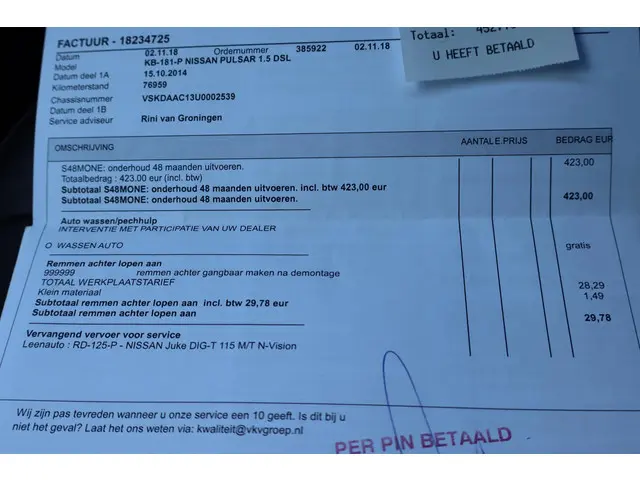 Totaal: 452.
U HEEFT BETAALD
FACTUUR - 18234725
Datum 02.11.18 Ordernummer 385922 02.11.18
Model KB-181-P NISSAN PULSAR 1.5 DSL
Datum deel 1A 15.10.2014
Kilometerstand 76959
Chassisnummer VSKDAAC13U0002539
Datum deel 1B
Service adviseur Rini van Groningen
OMSCHRIJVING AANTAL E.PRIJS BEDRAG EUR
S48MONE: onderhoud 48 maanden uitvoeren. 423,00
Totaalbedrag : 423.00 eur (incl. btw)
Subtotaal S48MONE: onderhoud 48 maanden uitvoeren. incl. btw 423,00 eur
Subtotaal S48MONE: onderhoud 48 maanden uitvoeren. 423,00
Auto wassen/pechhulp
INTERVENTIE MET PARTICIPATIE VAN UW DEALER
O WASSEN AUTO gratis
Remmen achter lopen aan
999999 remmen achter gangbaar maken na demontage
TOTAAL WERKPLAATSTARIEF 28,29
Klein materiaal 1,49
Subtotaal remmen achter lopen aan incl. btw 29,78 eur
Subtotaal remmen achter lopen aan 29,78
Vervangend vervoer voor service
Leenauto : RD-125-P - NISSAN Juke DIG-T 115 M/T N-Vision
Wij zijn pas tevreden wanneer u onze service een 10 geeft. Is dit bij u
niet het geval? Laat het ons weten via: kwaliteit@vkvgroep.nl
PER PIN BETAALD